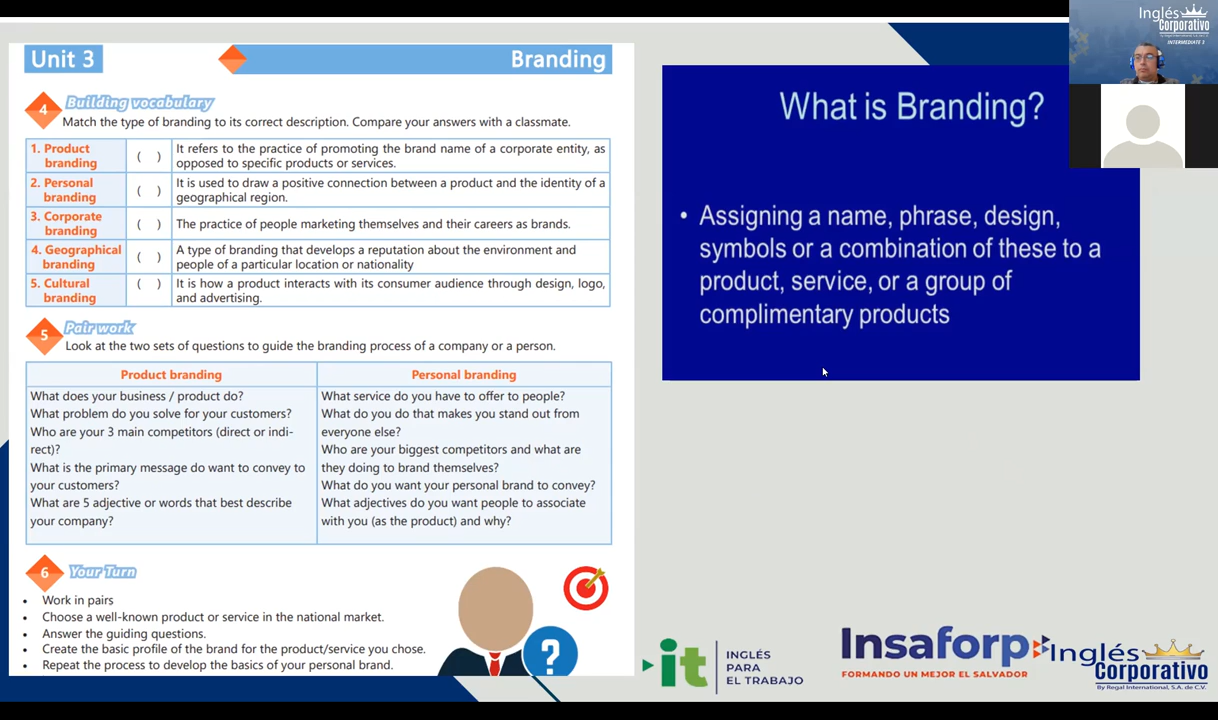 Unit 3
Branding
4
Building vocabulary
Match the type of branding to its correct description. Compare your answers with a classmate.
1. Product
branding
( )
It refers to the practice of promoting the brand name of a corporate entity, as
opposed to specific products or services.
2. Personal
branding
( )
It is used to draw a positive connection between a product and the identity of a
geographical region.
3. Corporate
branding
( )
The practice of people marketing themselves and their careers as brands.
4. Geographical
branding
( )
A type of branding that develops a reputation about the environment and
people of a particular location or nationality
5. Cultural
branding
( )
It is how a product interacts with its consumer audience through design, logo,
and advertising.
5
Pair work
Look at the two sets of questions to guide the branding process of a company or a person.
Product branding
What does your business / product do?
What problem do you solve for your customers?
Who are your 3 main competitors (direct or indi-
rect)?
What is the primary message do want to convey to
your customers?
What are 5 adjective or words that best describe
your company?
Personal branding
What service do you have to offer to people?
What do you do that makes you stand out from
everyone else?
Who are your biggest competitors and what are
they doing to brand themselves?
What do you want your personal brand to convey?
What adjectives do you want people to associate
with you (as the product) and why?
6
Your Turn
• Work in pairs
• Choose a well-known product or service in the national market.
• Answer the guiding questions.
• Create the basic profile of the brand for the product/service you chose.
• Repeat the process to develop the basics of your personal brand.
?
What is Branding?
• Assigning a name, phrase, design,
symbols or a combination of these to a
product, service, or a group of
complimentary products
Inglés
Corporativo
By Regal International, S.A. de C.V.
INTERMEDIATE 3
it
INGLÉS
PARA
EL TRABAJO
Insaforp
FORMANDO UN MEJOR EL SALVADOR
Inglés
Corporativo
By Regal International, S.A. de C.V.